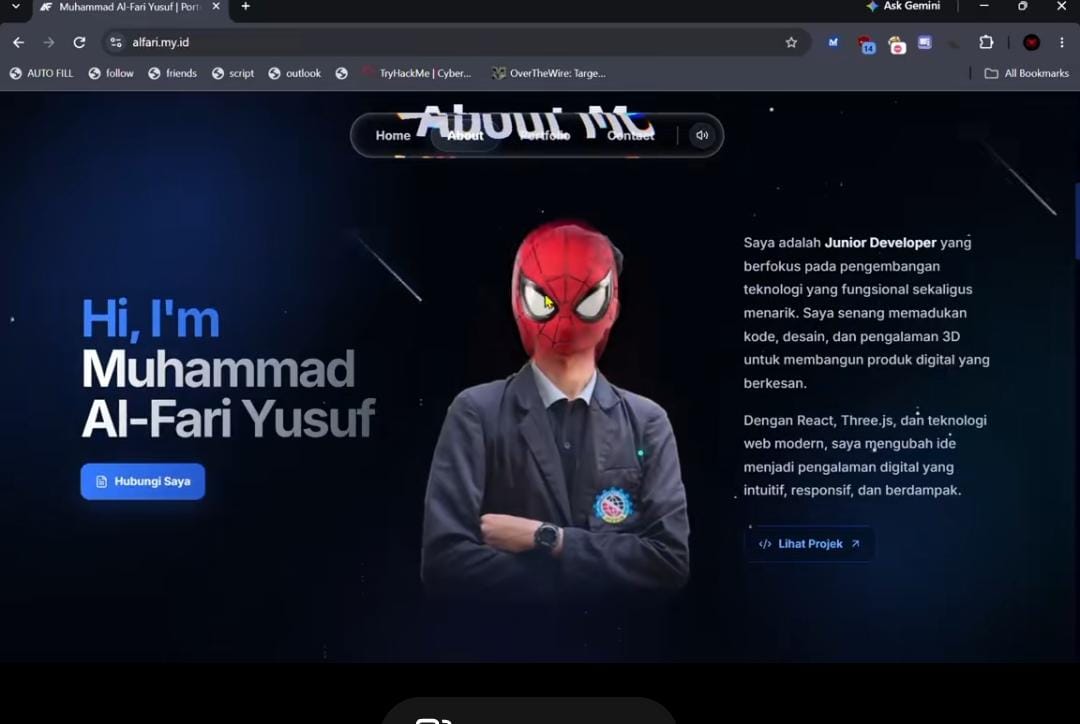 Muhammad Al-Fari Yusuf | Port
Ask Gemini
alfari.my.id
14
AUTO FILL
follow
friends
script
outlook
TryHackMe | Cyber...
OverTheWire: Targe...
All Bookmarks
About Me
Home
About
Portfolio
Contact
Hi, I'm
Muhammad
Al-Fari Yusuf
Hubungi Saya
Saya adalah Junior Developer yang
berfokus pada pengembangan
teknologi yang fungsional sekaligus
menarik. Saya senang memadukan
kode, desain, dan pengalaman 3D
untuk membangun produk digital yang
berkesan.
Dengan React, Three.js, dan teknologi
web modern, saya mengubah ide
menjadi pengalaman digital yang
intuitif, responsif, dan berdampak.
</> Lihat Projek